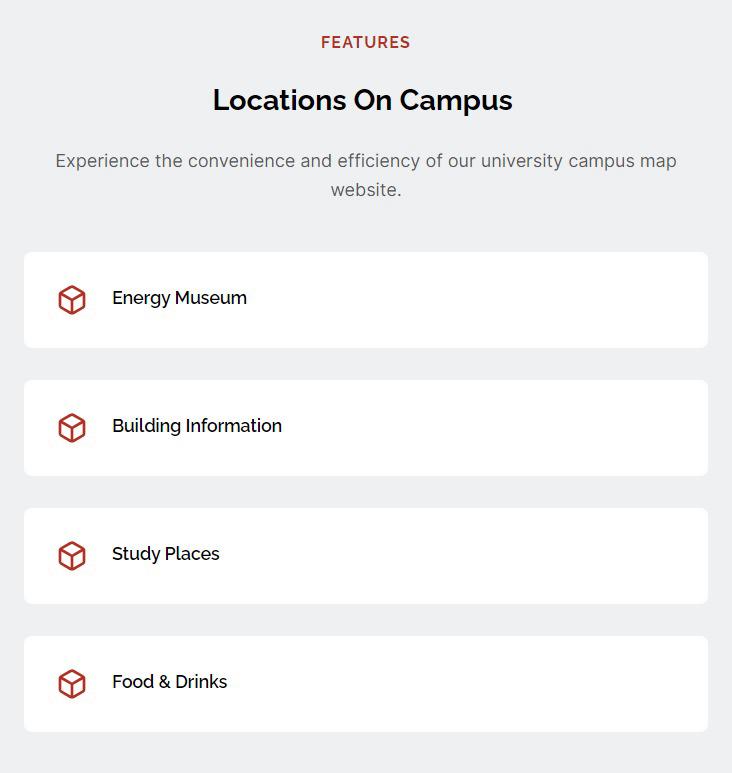 FEATURES
Locations On Campus
Experience the convenience and efficiency of our university campus map
website.
Energy Museum
Building Information
Study Places
Food & Drinks